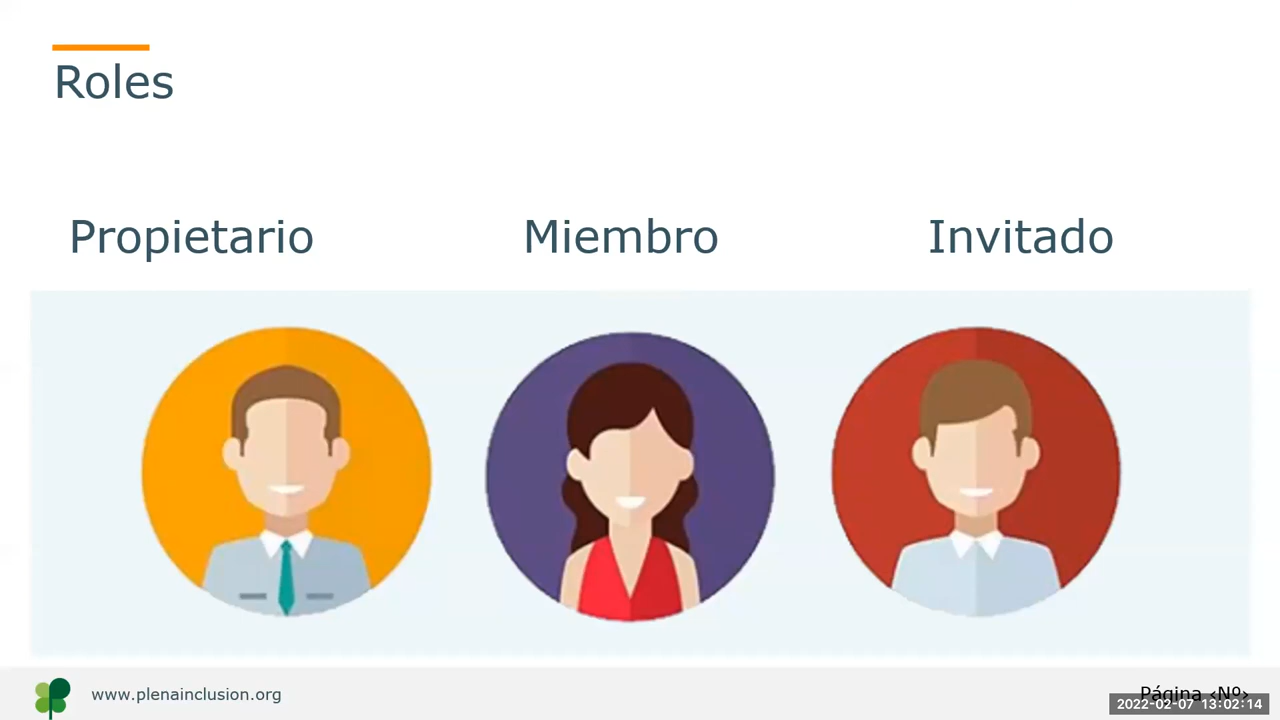 Roles
Propietario
Miembro
Invitado
www.plenainclusion.org
Página ‹Nº›
2022-02-07 13:02:14